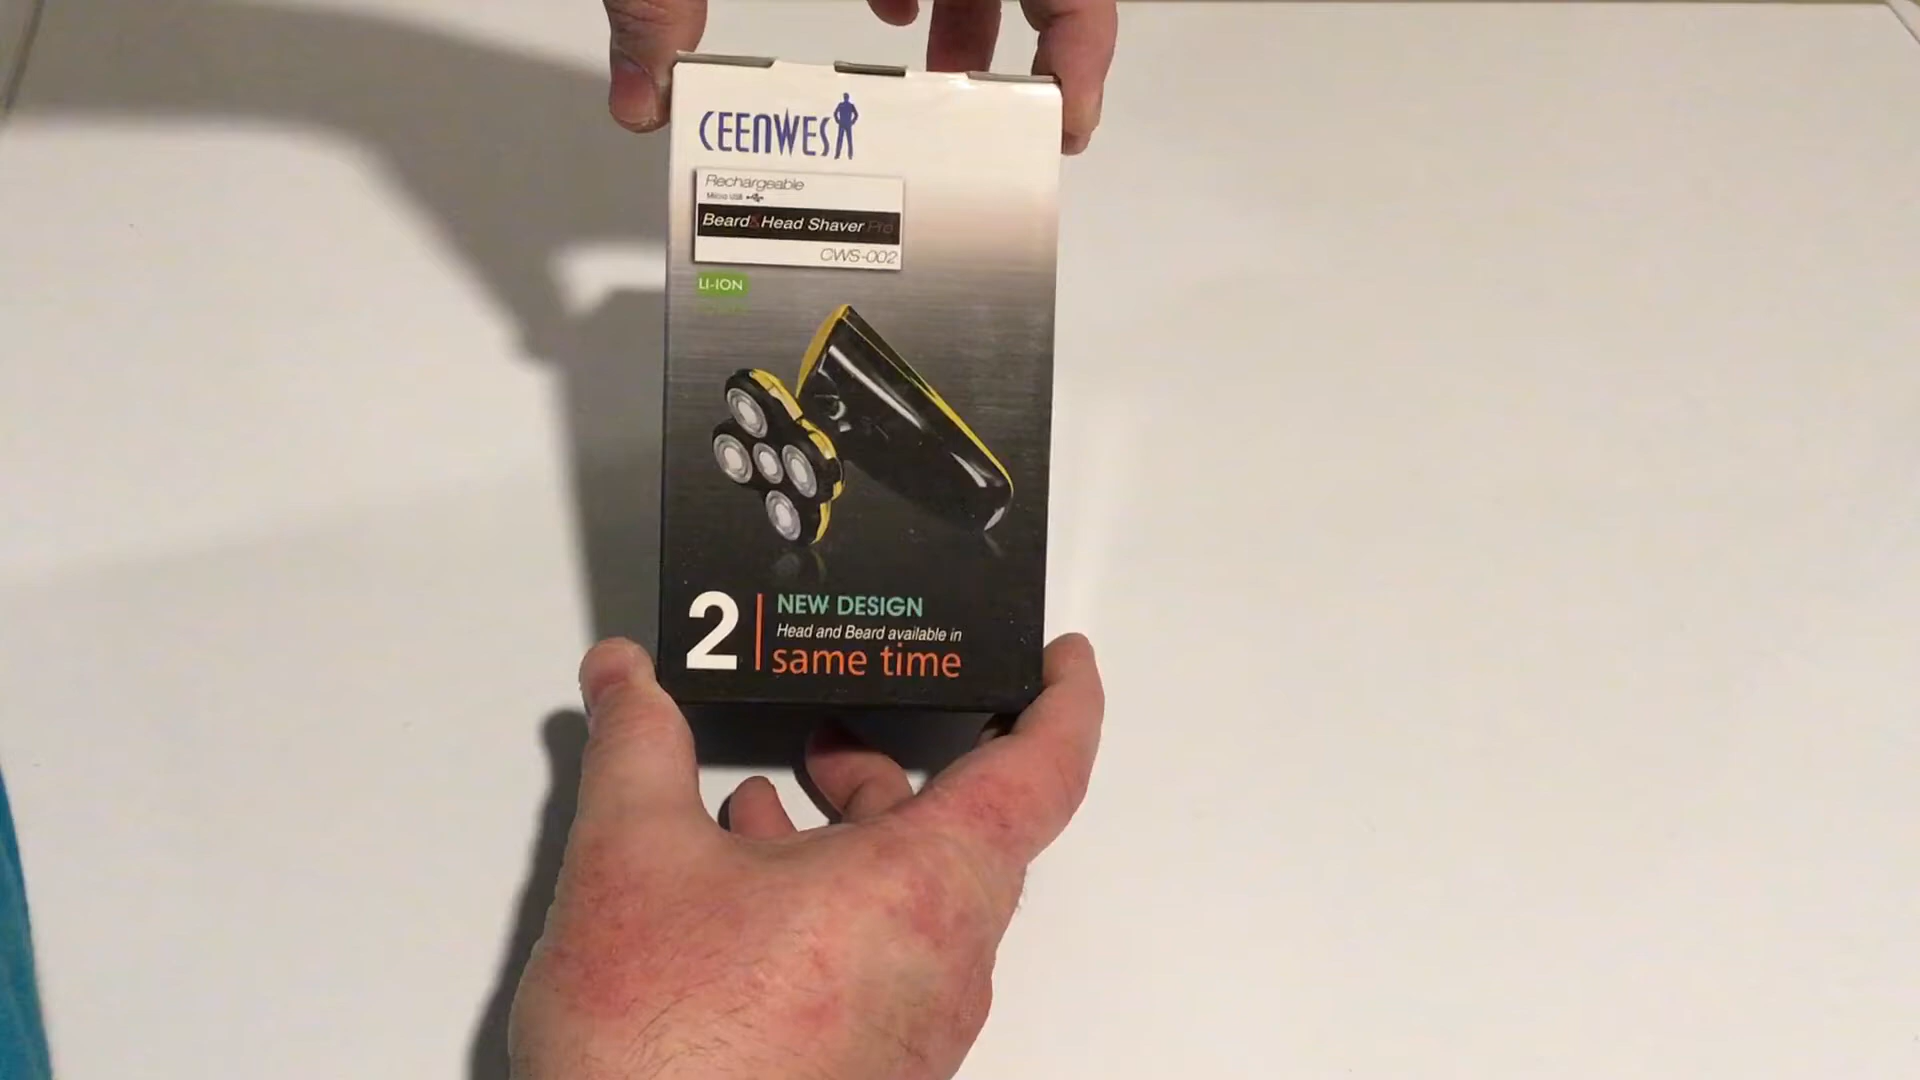 CEENWES
Rechargeable
Micro USB
Beard & Head Shaver Pro
CWS-002
LI-ION
2
NEW DESIGN
Head and Beard available in
same time